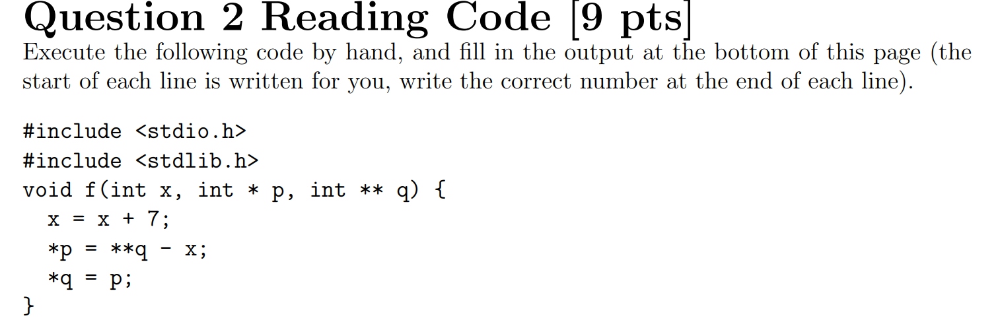 Question 2 Reading Code [9 pts]
Execute the following code by hand, and fill in the output at the bottom of this page (the
start of each line is written for you, write the correct number at the end of each line).
#include <stdio.h>
#include <stdlib.h>
void f(int x, int * p, int ** q) {
  x = x + 7;
  *p = **q - x;
  *q = p;
}